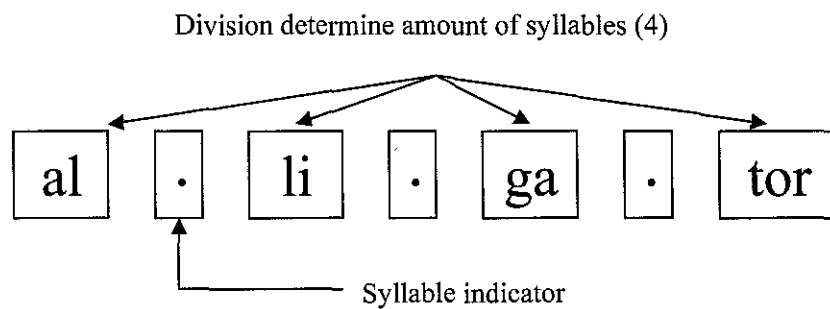 Division determine amount of syllables (4)
al · li · ga · tor
Syllable indicator